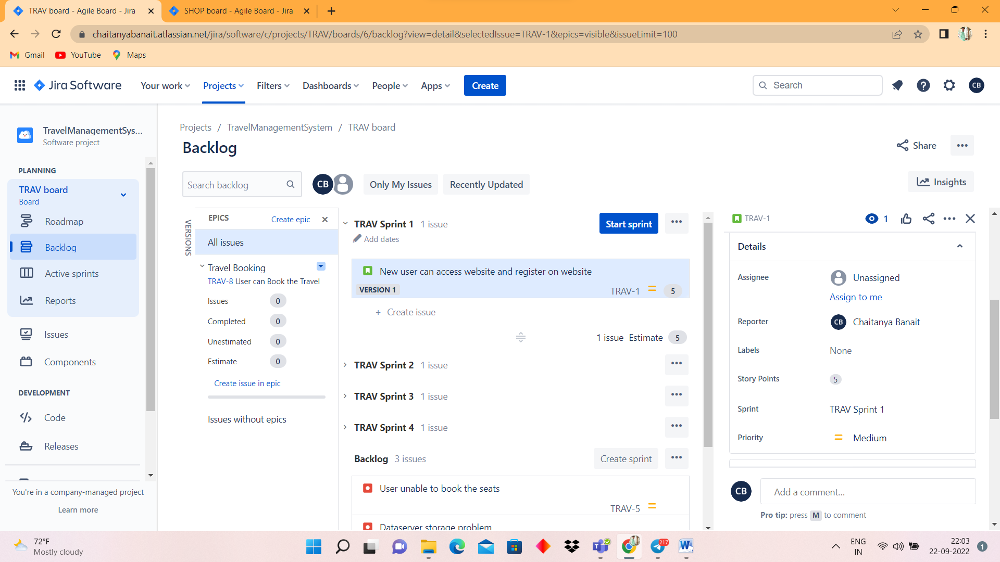 TRAV board - Agile Board - Jira
SHOP board - Agile Board - Jira
chaitanyabanait.atlassian.net/jira/software/c/projects/TRAV/boards/6/backlog?view=detail&selectedIssue=TRAV-1&epics=visible&issueLimit=100
Gmail
YouTube
Maps
Jira Software
Your work
Projects
Filters
Dashboards
People
Apps
Create
Search
CB
TravelManagementSys...
Software project
PLANNING
TRAV board
Board
Roadmap
Backlog
Active sprints
Reports
Issues
Components
DEVELOPMENT
Code
Releases
You're in a company-managed project
Learn more
Projects / TravelManagementSystem / TRAV board
Backlog
Share
Search backlog
CB
Only My Issues
Recently Updated
Insights
VERSIONS
EPICS
Create epic
All issues
Travel Booking
TRAV-8 User can Book the Travel
Issues 0
Completed 0
Unestimated 0
Estimate 0
Create issue in epic
Issues without epics
TRAV Sprint 1 1 issue
Start sprint
Add dates
New user can access website and register on website
VERSION 1
TRAV-1
5
+ Create issue
1 issue Estimate 5
TRAV Sprint 2 1 issue
TRAV Sprint 3 1 issue
TRAV Sprint 4 1 issue
Backlog 3 issues
Create sprint
User unable to book the seats
TRAV-5
Dataserver storage problem
TRAV-1
1
Details
Assignee
Unassigned
Assign to me
Reporter
CB Chaitanya Banait
Labels
None
Story Points
5
Sprint
TRAV Sprint 1
Priority
Medium
CB
Add a comment...
Pro tip: press M to comment
72°F
Mostly cloudy
217
ENG
IN
22:03
22-09-2022
1